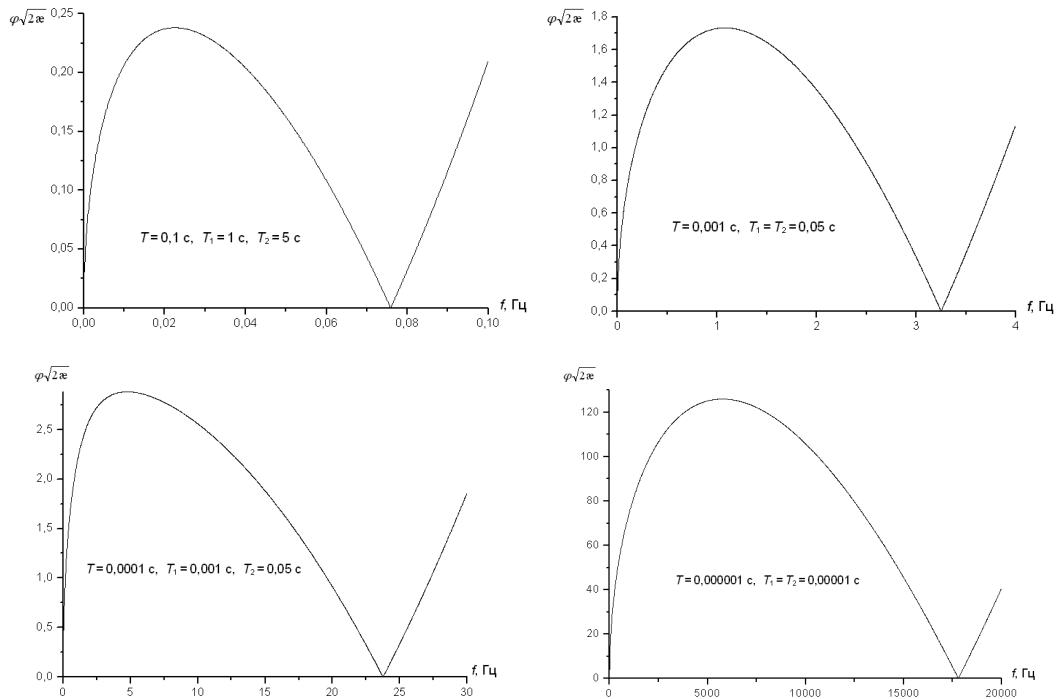 φ√2æ
0,25
0,20
0,15
0,10
0,05
0,00
T = 0,1 с, T₁ = 1 с, T₂ = 5 с
f, Гц
0,00 0,02 0,04 0,06 0,08 0,10
φ√2æ
1,8
1,6
1,4
1,2
1,0
0,8
0,6
0,4
0,2
0,0
T = 0,001 с, T₁ = T₂ = 0,05 с
f, Гц
0 1 2 3 4
φ√2æ
2,5
2,0
1,5
1,0
0,5
0,0
T = 0,0001 с, T₁ = 0,001 с, T₂ = 0,05 с
f, Гц
0 5 10 15 20 25 30
φ√2æ
120
100
80
60
40
20
0
T = 0,000001 с, T₁ = T₂ = 0,00001 с
f, Гц
0 5000 10000 15000 20000